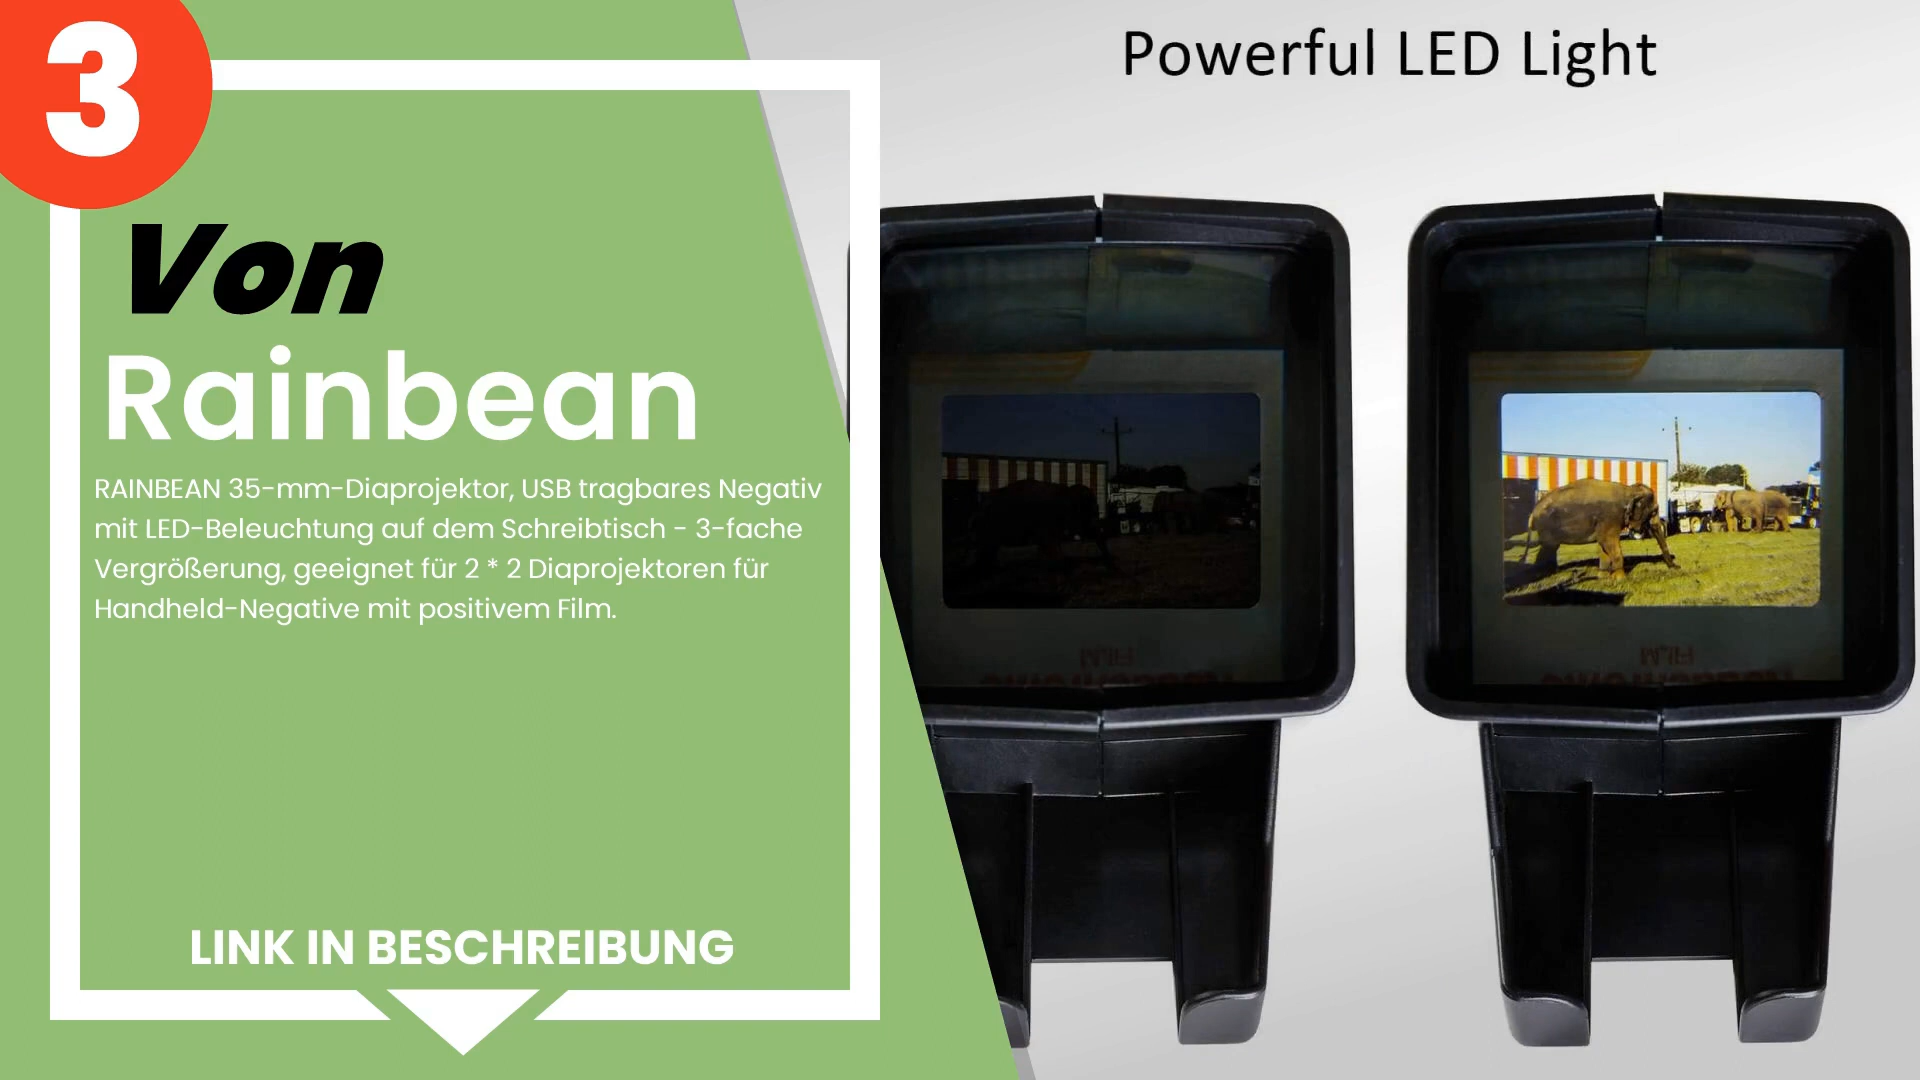 3
Von
Rainbean
RAINBEAN 35-mm-Diaprojektor, USB tragbares Negativ
mit LED-Beleuchtung auf dem Schreibtisch - 3-fache
Vergrößerung, geeignet für 2 * 2 Diaprojektoren für
Handheld-Negative mit positivem Film.
LINK IN BESCHREIBUNG
Powerful LED Light